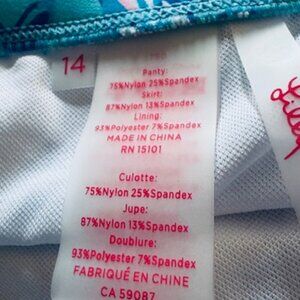 14
Panty:
75%Nylon 25%Spandex
Skirt:
87%Nylon 13%Spandex
Lining:
93%Polyester 7%Spandex
MADE IN CHINA
RN 15101
Culotte:
75%Nylon 25%Spandex
Jupe:
87%Nylon 13%Spandex
Doublure:
93%Polyester 7%Spandex
FABRIQUÉ EN CHINE
CA 59087
Lilly